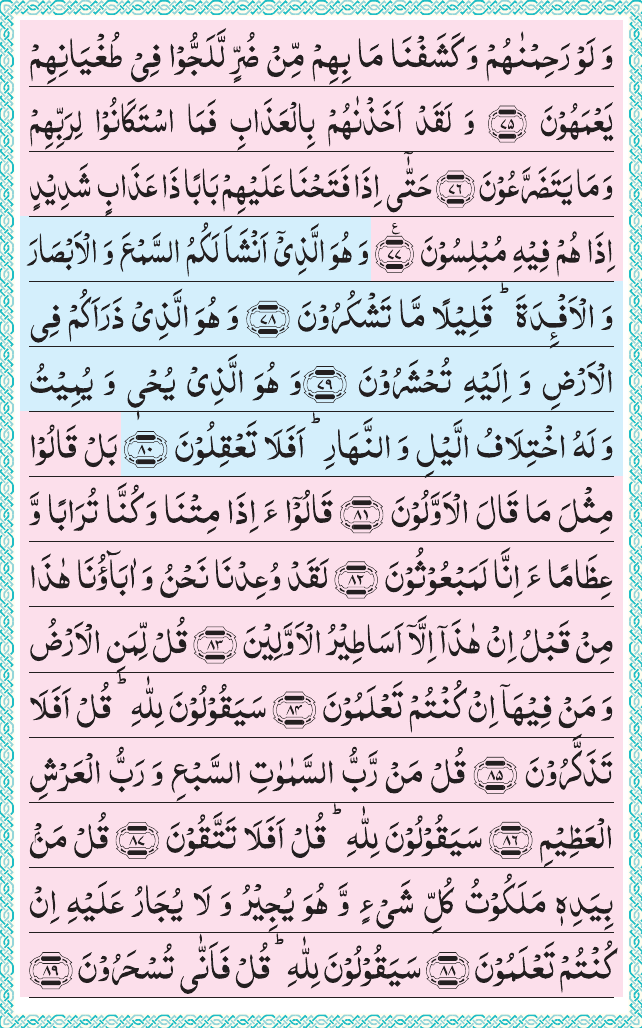 وَ لَوۡ رَحِمۡنٰهُمۡ وَ كَشَفۡنَا مَا بِهِمۡ مِّنۡ ضُرٍّ لَّلَجُّوۡا فِىۡ طُغۡيَانِهِمۡ
يَعۡمَهُوۡنَ ﴿۷۵﴾ وَ لَقَدۡ اَخَذۡنٰهُمۡ بِالۡعَذَابِ فَمَا اسۡتَكَانُوۡا لِرَبِّهِمۡ
وَ مَا يَتَضَرَّعُوۡنَ ﴿۷۶﴾ حَتّٰٓى اِذَا فَتَحۡنَا عَلَيۡهِمۡ بَابًا ذَا عَذَابٍ شَدِيۡدٍ
اِذَا هُمۡ فِيۡهِ مُبۡلِسُوۡنَ ﴿۷۷﴾ ع وَ هُوَ الَّذِىۡۤ اَنۡشَاَ لَكُمُ السَّمۡعَ وَ الۡاَبۡصَارَ
وَ الۡاَفۡـِٕدَةَ ؕ قَلِيۡلًا مَّا تَشۡكُرُوۡنَ ﴿۷۸﴾ وَ هُوَ الَّذِىۡ ذَرَاَكُمۡ فِى
الۡاَرۡضِ وَ اِلَيۡهِ تُحۡشَرُوۡنَ ﴿۷۹﴾ وَ هُوَ الَّذِىۡ يُحۡىٖ وَ يُمِيۡتُ
وَ لَهُ اخۡتِلَافُ الَّيۡلِ وَ النَّهَارِ ؕ اَفَلَا تَعۡقِلُوۡنَ ﴿۸۰﴾ بَلۡ قَالُوۡا
مِثۡلَ مَا قَالَ الۡاَوَّلُوۡنَ ﴿۸۱﴾ قَالُوۡۤا ءَ اِذَا مِتۡنَا وَ كُنَّا تُرَابًا وَّ
عِظَامًا ءَ اِنَّا لَمَبۡعُوۡثُوۡنَ ﴿۸۲﴾ لَقَدۡ وُعِدۡنَا نَحۡنُ وَ اٰبَآؤُنَا هٰذَا
مِنۡ قَبۡلُ اِنۡ هٰذَاۤ اِلَّاۤ اَسَاطِيۡرُ الۡاَوَّلِيۡنَ ﴿۸۳﴾ قُلۡ لِّمَنِ الۡاَرۡضُ
وَ مَنۡ فِيۡهَاۤ اِنۡ كُنۡتُمۡ تَعۡلَمُوۡنَ ﴿۸۴﴾ سَيَقُوۡلُوۡنَ لِلّٰهِ ؕ قُلۡ اَفَلَا
تَذَكَّرُوۡنَ ﴿۸۵﴾ قُلۡ مَنۡ رَّبُّ السَّمٰوٰتِ السَّبۡعِ وَ رَبُّ الۡعَرۡشِ
الۡعَظِيۡمِ ﴿۸۶﴾ سَيَقُوۡلُوۡنَ لِلّٰهِ ؕ قُلۡ اَفَلَا تَتَّقُوۡنَ ﴿۸۷﴾ قُلۡ مَنۡۢ
بِيَدِهٖ مَلَكُوۡتُ كُلِّ شَىۡءٍ وَّ هُوَ يُجِيۡرُ وَ لَا يُجَارُ عَلَيۡهِ اِنۡ
كُنۡتُمۡ تَعۡلَمُوۡنَ ﴿۸۸﴾ سَيَقُوۡلُوۡنَ لِلّٰهِ ؕ قُلۡ فَاَنّٰى تُسۡحَرُوۡنَ ﴿۸۹﴾